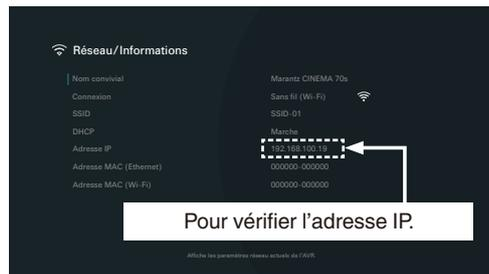 Réseau/Informations
Nom convivial Marantz CINEMA 70s
Connexion Sans fil (Wi-Fi)
SSID SSID-01
DHCP Marche
Adresse IP 192.168.100.19
Adresse MAC (Ethernet) 000000-000000
Adresse MAC (Wi-Fi) 000000-000000
Pour vérifier l’adresse IP.
Affiche les paramètres réseau actuels de l'AVR.